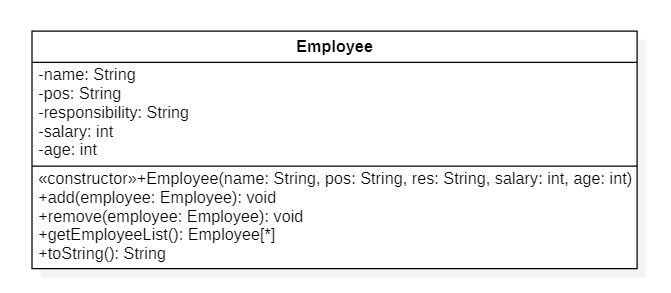 Employee
-name: String
-pos: String
-responsibility: String
-salary: int
-age: int
«constructor»+Employee(name: String, pos: String, res: String, salary: int, age: int)
+add(employee: Employee): void
+remove(employee: Employee): void
+getEmployeeList(): Employee[*]
+toString(): String